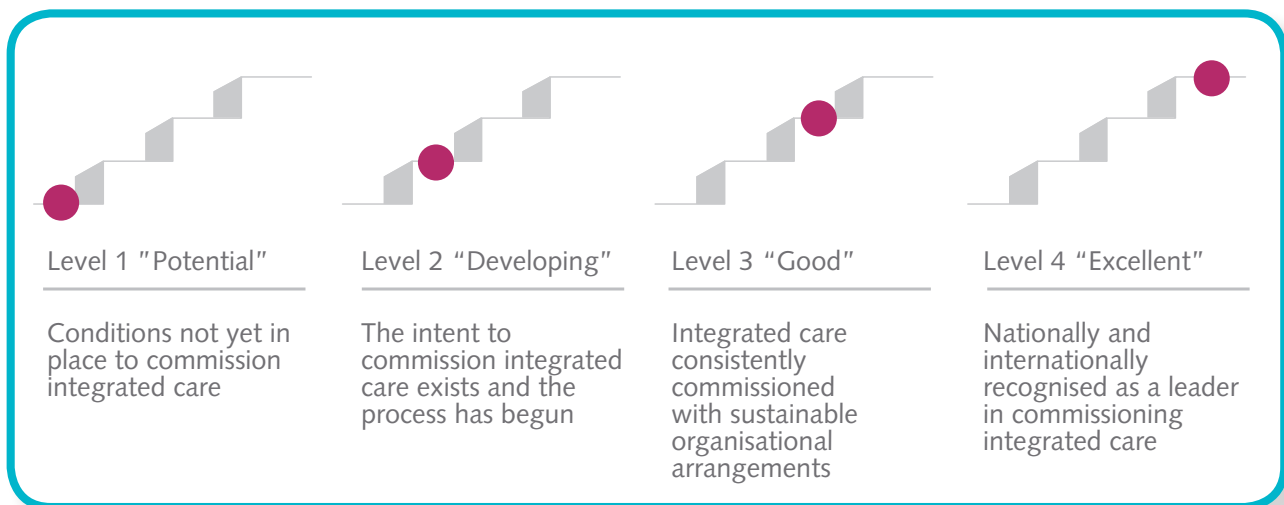 Level 1 "Potential"
Conditions not yet in
place to commission
integrated care
Level 2 “Developing”
The intent to
commission integrated
care exists and the
process has begun
Level 3 “Good”
Integrated care
consistently
commissioned
with sustainable
organisational
arrangements
Level 4 “Excellent”
Nationally and
internationally
recognised as a leader
in commissioning
integrated care